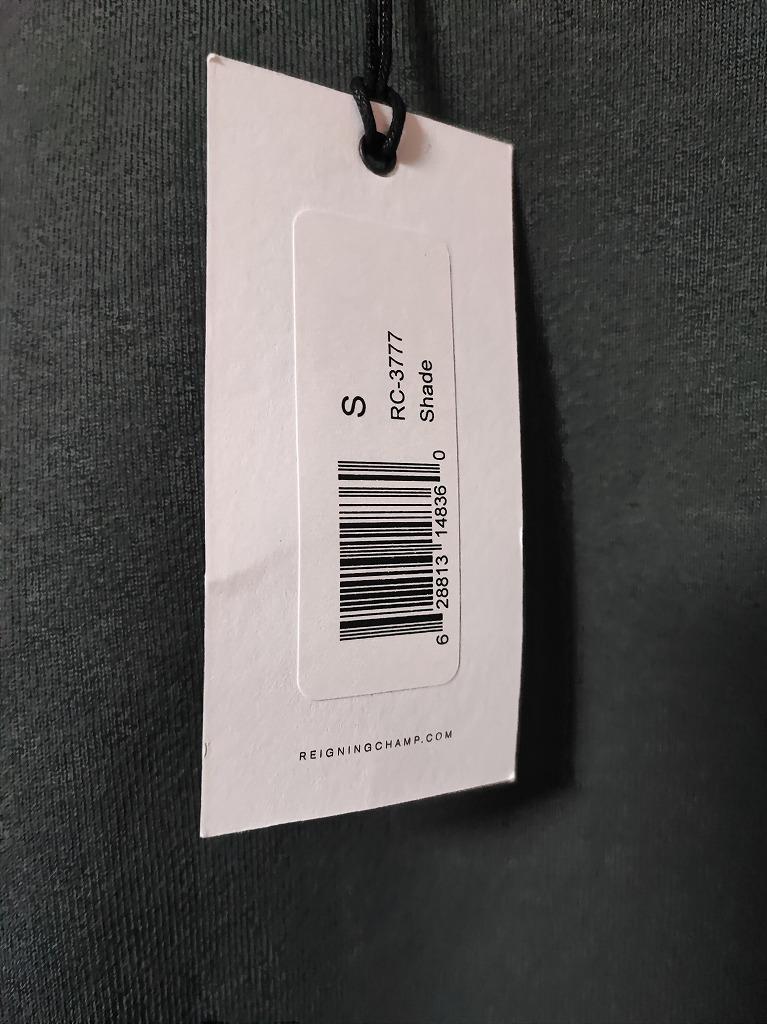 S
RC-3777
Shade
6 28813 14836 0
REIGNINGCHAMP.COM